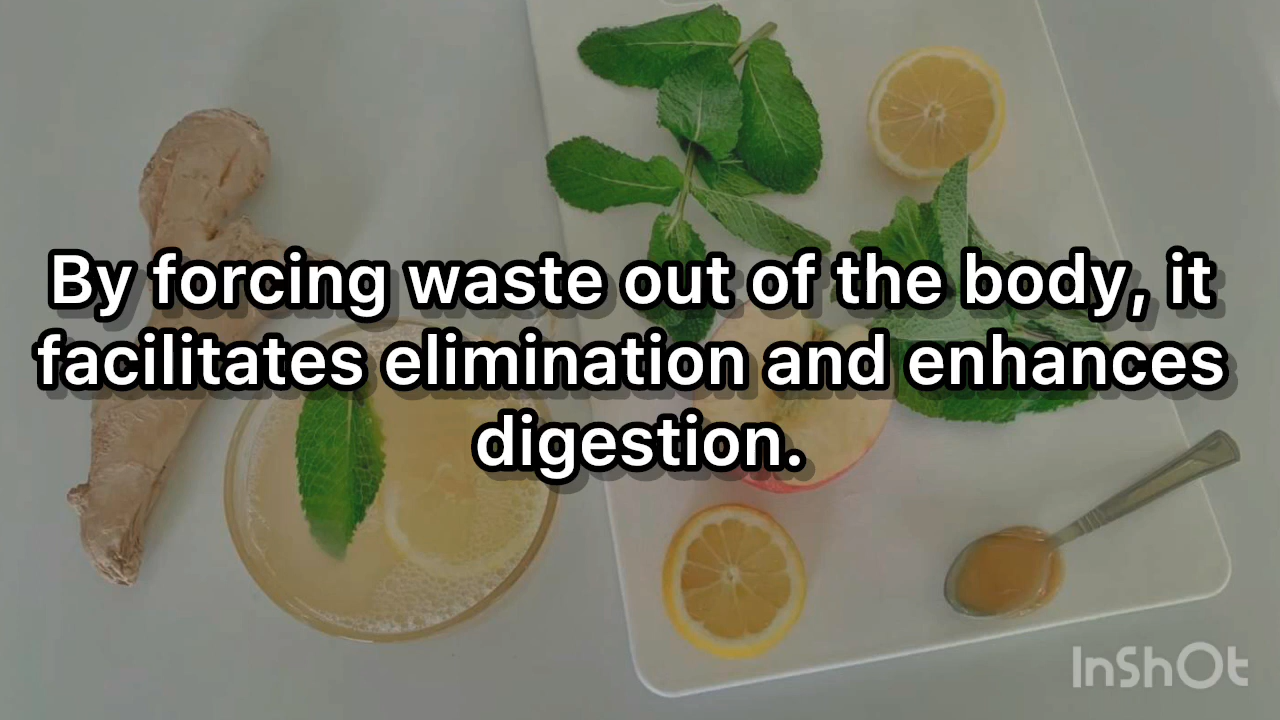 By forcing waste out of the body, it
facilitates elimination and enhances
digestion.
InShOt